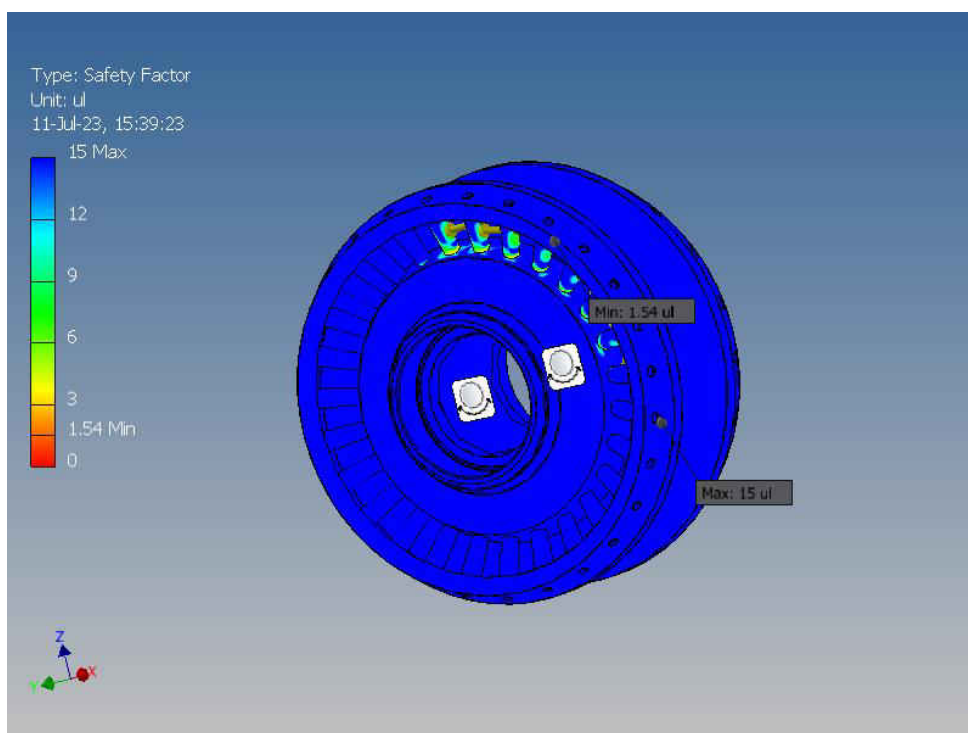 Type: Safety Factor
Unit: ul
11-Jul-23, 15:39:23
15 Max
12
9
6
3
1.54 Min
0
Min: 1.54 ul
Max: 15 ul
Z
Y
X